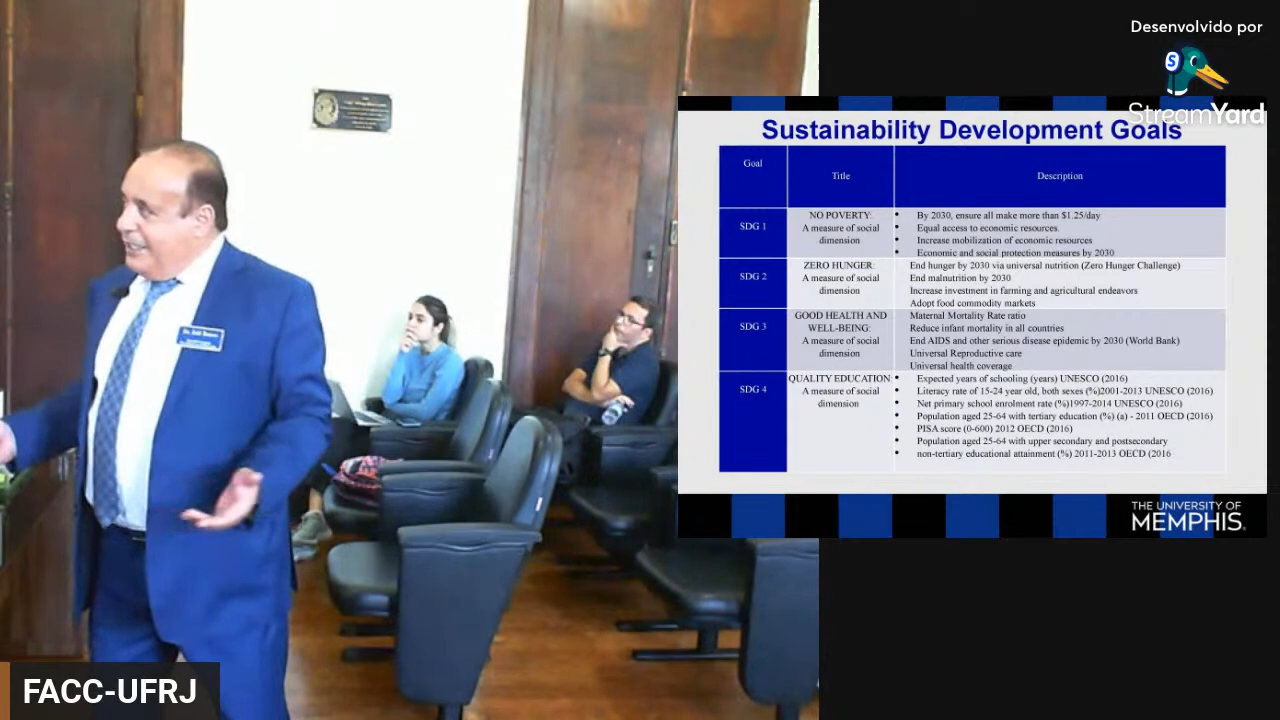 Desenvolvido por
StreamYard
Sustainability Development Goals
Goal
Title
Description
SDG 1
NO POVERTY:
A measure of social
dimension
• By 2030, ensure all make more than $1.25/day
• Equal access to economic resources.
• Increase mobilization of economic resources
• Economic and social protection measures by 2030
SDG 2
ZERO HUNGER:
A measure of social
dimension
End hunger by 2030 via universal nutrition (Zero Hunger Challenge)
End malnutrition by 2030
Increase investment in farming and agricultural endeavors
Adopt food commodity markets
SDG 3
GOOD HEALTH AND
WELL-BEING:
A measure of social
dimension
Maternal Mortality Rate ratio
Reduce infant mortality in all countries
End AIDS and other serious disease epidemic by 2030 (World Bank)
Universal Reproductive care
Universal health coverage
SDG 4
QUALITY EDUCATION:
A measure of social
dimension
• Expected years of schooling (years) UNESCO (2016)
• Literacy rate of 15-24 year old, both sexes (%)2001-2013 UNESCO (2016)
• Net primary school enrolment rate (%)1997-2014 UNESCO (2016)
• Population aged 25-64 with tertiary education (%) (a) - 2011 OECD (2016)
• PISA score (0-600) 2012 OECD (2016)
• Population aged 25-64 with upper secondary and postsecondary
• non-tertiary educational attainment (%) 2011-2013 OECD (2016
THE UNIVERSITY OF
MEMPHIS.
FACC-UFRJ